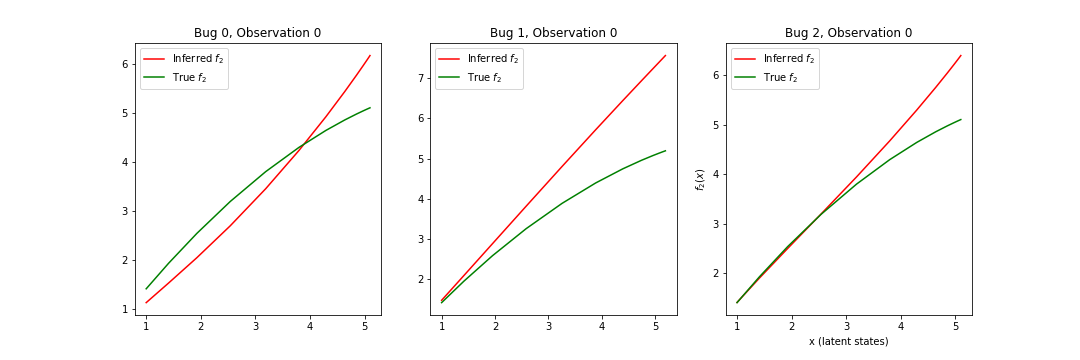 Bug 0, Observation 0
Inferred f₂
True f₂
6
5
4
3
2
1
1 2 3 4 5
Bug 1, Observation 0
Inferred f₂
True f₂
7
6
5
4
3
2
1 2 3 4 5
Bug 2, Observation 0
Inferred f₂
True f₂
f₂(x)
6
5
4
3
2
1 2 3 4 5
x (latent states)